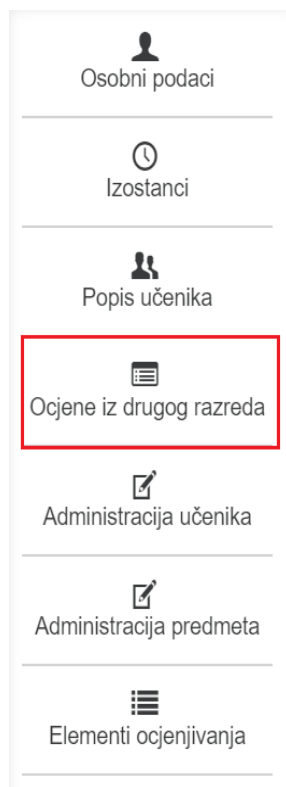 Osobni podaci
Izostanci
Popis učenika
Ocjene iz drugog razreda
Administracija učenika
Administracija predmeta
Elementi ocjenjivanja